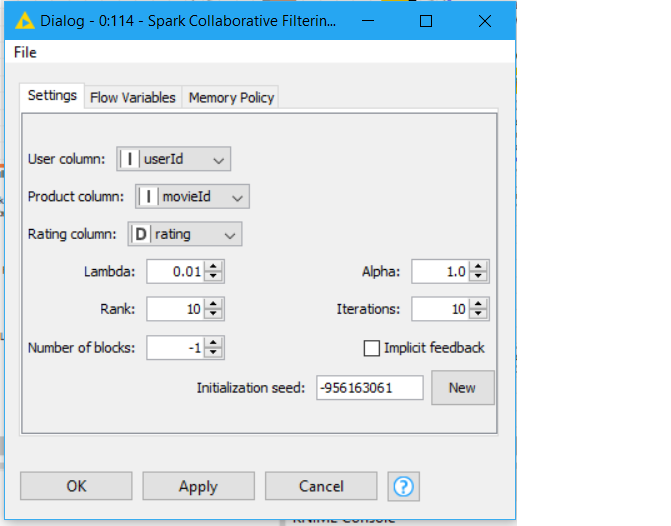 Dialog - 0:114 - Spark Collaborative Filterin...
File
Settings Flow Variables Memory Policy
User column: I userId
Product column: I movieId
Rating column: D rating
Lambda: 0.01 Alpha: 1.0
Rank: 10 Iterations: 10
Number of blocks: -1 Implicit feedback
Initialization seed: -956163061 New
OK Apply Cancel ?
KNIME Console